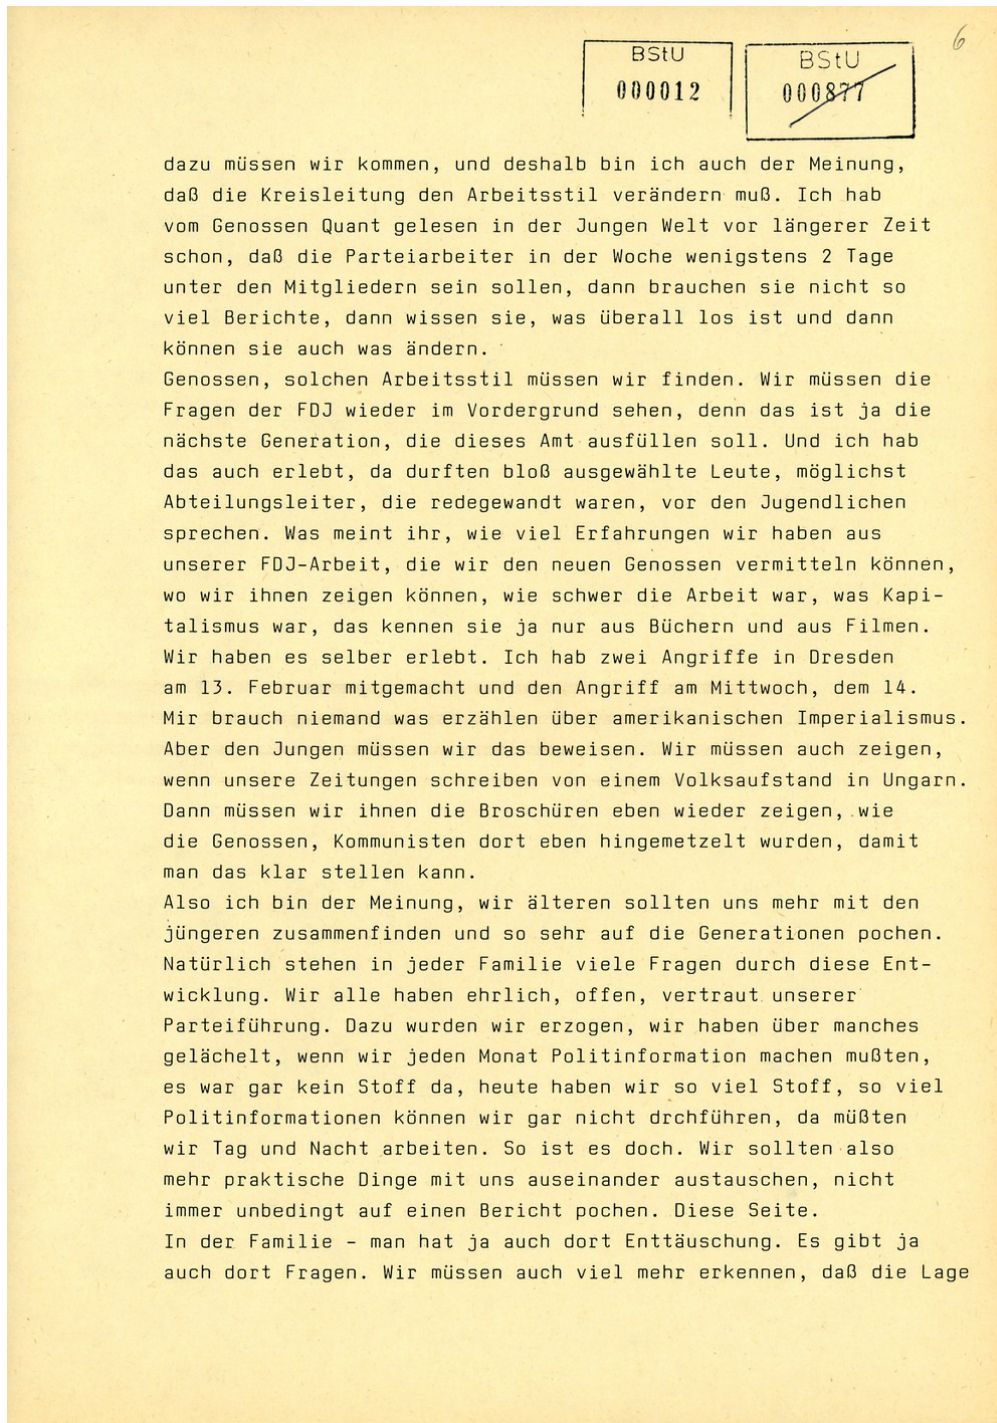 6
BStU
000012
BStU
000877
dazu müssen wir kommen, und deshalb bin ich auch der Meinung,
daß die Kreisleitung den Arbeitsstil verändern muß. Ich hab
vom Genossen Quant gelesen in der Jungen Welt vor längerer Zeit
schon, daß die Parteiarbeiter in der Woche wenigstens 2 Tage
unter den Mitgliedern sein sollen, dann brauchen sie nicht so
viel Berichte, dann wissen sie, was überall los ist und dann
können sie auch was ändern.
Genossen, solchen Arbeitsstil müssen wir finden. Wir müssen die
Fragen der FDJ wieder im Vordergrund sehen, denn das ist ja die
nächste Generation, die dieses Amt ausfüllen soll. Und ich hab
das auch erlebt, da durften bloß ausgewählte Leute, möglichst
Abteilungsleiter, die redegewandt waren, vor den Jugendlichen
sprechen. Was meint ihr, wie viel Erfahrungen wir haben aus
unserer FDJ-Arbeit, die wir den neuen Genossen vermitteln können,
wo wir ihnen zeigen können, wie schwer die Arbeit war, was Kapi-
talismus war, das kennen sie ja nur aus Büchern und aus Filmen.
Wir haben es selber erlebt. Ich hab zwei Angriffe in Dresden
am 13. Februar mitgemacht und den Angriff am Mittwoch, dem 14.
Mir brauch niemand was erzählen über amerikanischen Imperialismus.
Aber den Jungen müssen wir das beweisen. Wir müssen auch zeigen,
wenn unsere Zeitungen schreiben von einem Volksaufstand in Ungarn.
Dann müssen wir ihnen die Broschüren eben wieder zeigen, wie
die Genossen, Kommunisten dort eben hingemetzelt wurden, damit
man das klar stellen kann.
Also ich bin der Meinung, wir älteren sollten uns mehr mit den
jüngeren zusammenfinden und so sehr auf die Generationen pochen.
Natürlich stehen in jeder Familie viele Fragen durch diese Ent-
wicklung. Wir alle haben ehrlich, offen, vertraut unserer
Parteiführung. Dazu wurden wir erzogen, wir haben über manches
gelächelt, wenn wir jeden Monat Politinformation machen mußten,
es war gar kein Stoff da, heute haben wir so viel Stoff, so viel
Politinformationen können wir gar nicht drchführen, da müßten
wir Tag und Nacht arbeiten. So ist es doch. Wir sollten also
mehr praktische Dinge mit uns auseinander austauschen, nicht
immer unbedingt auf einen Bericht pochen. Diese Seite.
In der Familie - man hat ja auch dort Enttäuschung. Es gibt ja
auch dort Fragen. Wir müssen auch viel mehr erkennen, daß die Lage